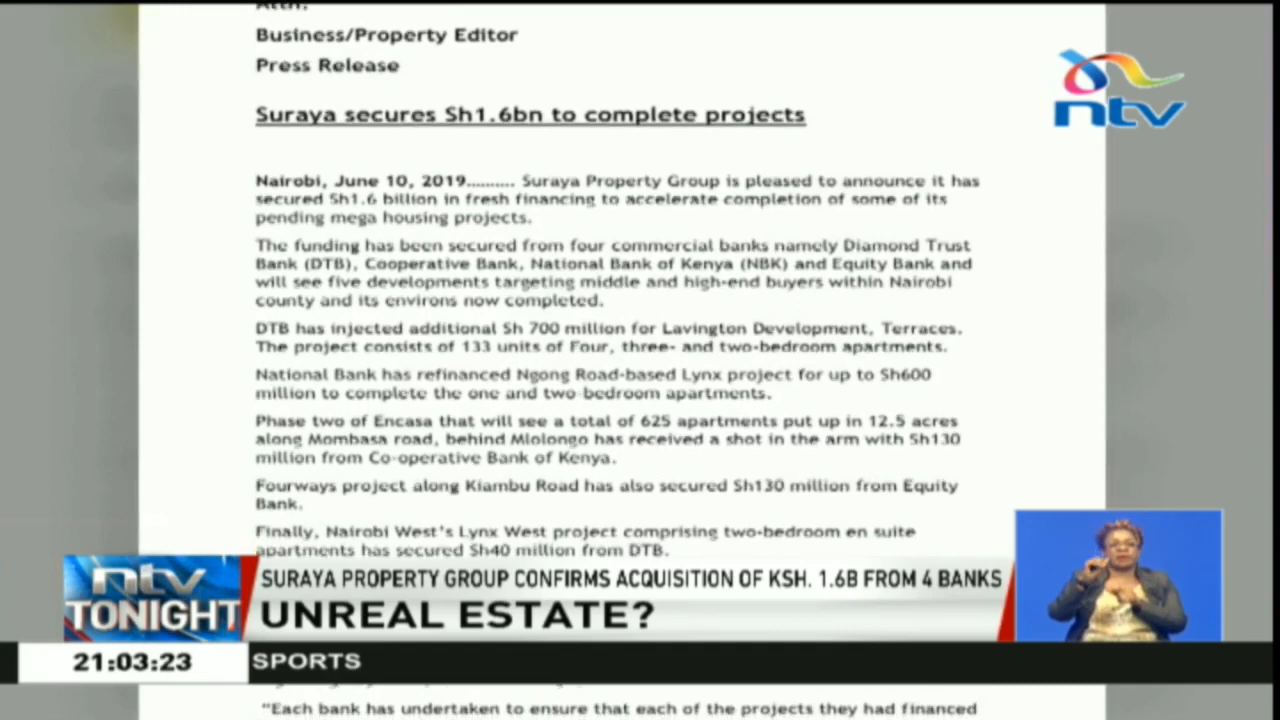 Attn:
Business/Property Editor
Press Release
Suraya secures Sh1.6bn to complete projects
ntv
Nairobi, June 10, 2019.......... Suraya Property Group is pleased to announce it has
secured Sh1.6 billion in fresh financing to accelerate completion of some of its
pending mega housing projects.
The funding has been secured from four commercial banks namely Diamond Trust
Bank (DTB), Cooperative Bank, National Bank of Kenya (NBK) and Equity Bank and
will see five developments targeting middle and high-end buyers within Nairobi
county and its environs now completed.
DTB has injected additional Sh 700 million for Lavington Development, Terraces.
The project consists of 133 units of Four, three- and two-bedroom apartments.
National Bank has refinanced Ngong Road-based Lynx project for up to Sh600
million to complete the one and two-bedroom apartments.
Phase two of Encasa that will see a total of 625 apartments put up in 12.5 acres
along Mombasa road, behind Mlolongo has received a shot in the arm with Sh130
million from Co-operative Bank of Kenya.
Fourways project along Kiambu Road has also secured Sh130 million from Equity
Bank.
Finally, Nairobi West's Lynx West project comprising two-bedroom en suite
apartments has secured Sh40 million from DTB.
ntv
TONIGHT
SURAYA PROPERTY GROUP CONFIRMS ACQUISITION OF KSH. 1.6B FROM 4 BANKS
UNREAL ESTATE?
21:03:23
SPORTS
"Each bank has undertaken to ensure that each of the projects they had financed